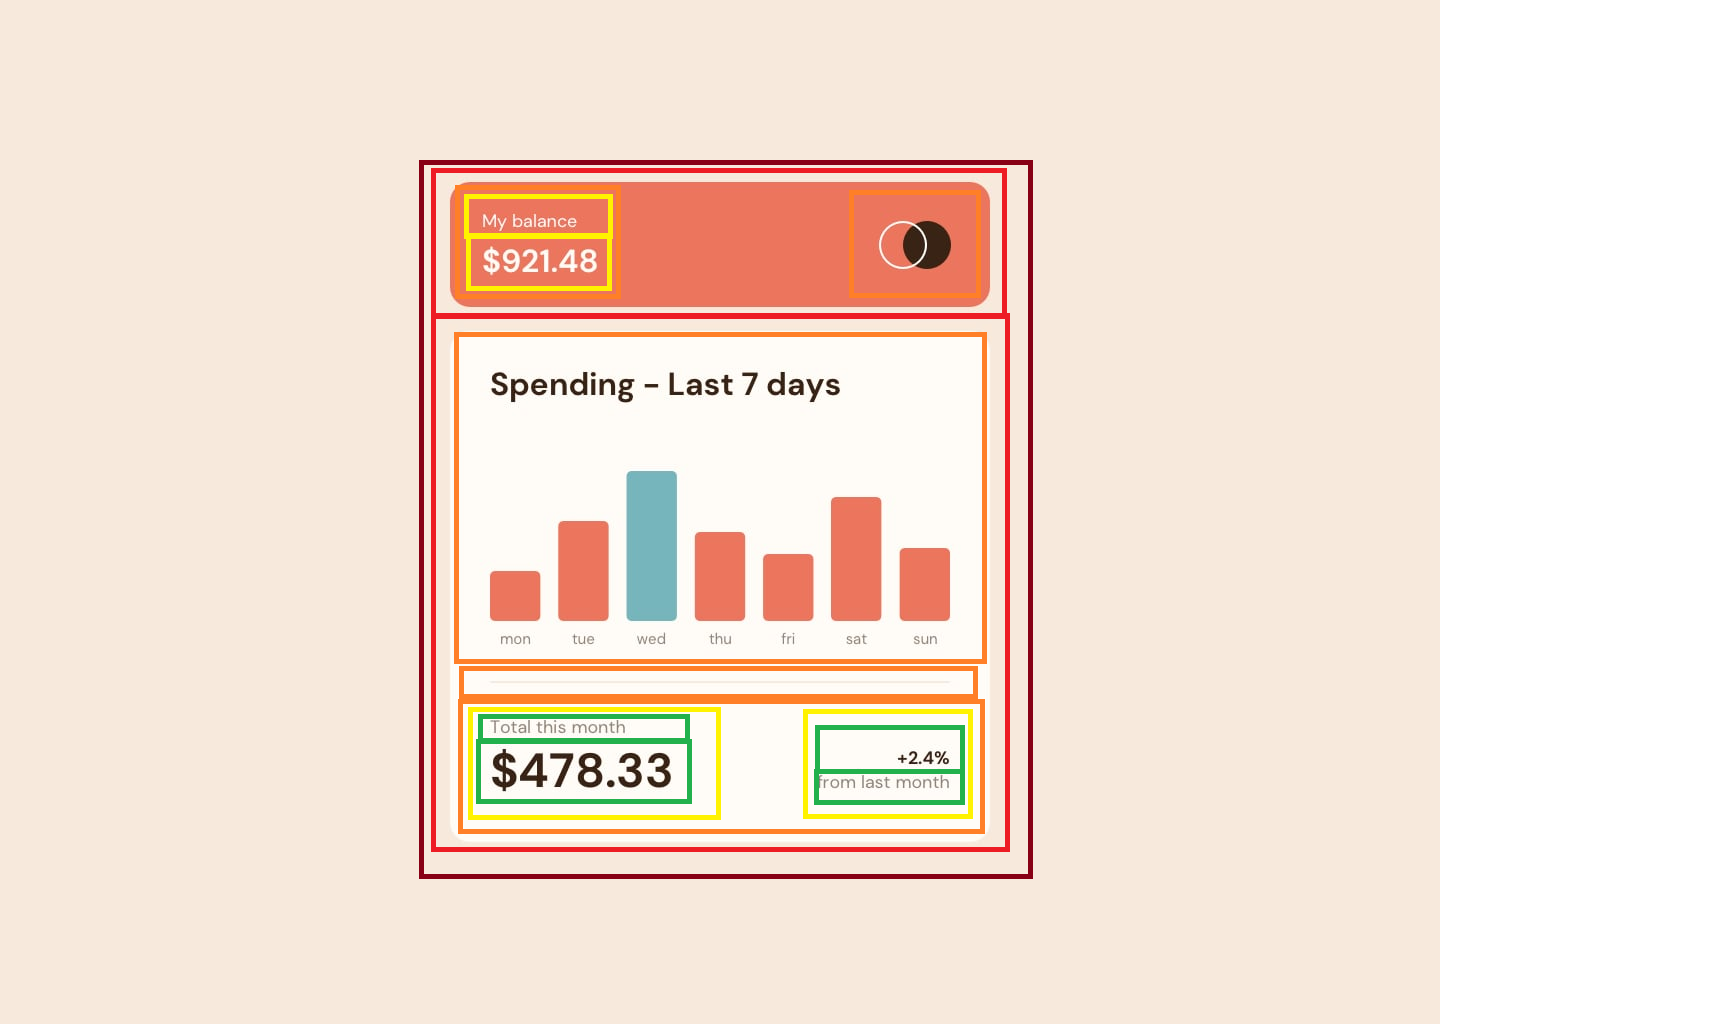 My balance
$921.48
Spending - Last 7 days
mon tue wed thu fri sat sun
Total this month
$478.33
+2.4%
from last month